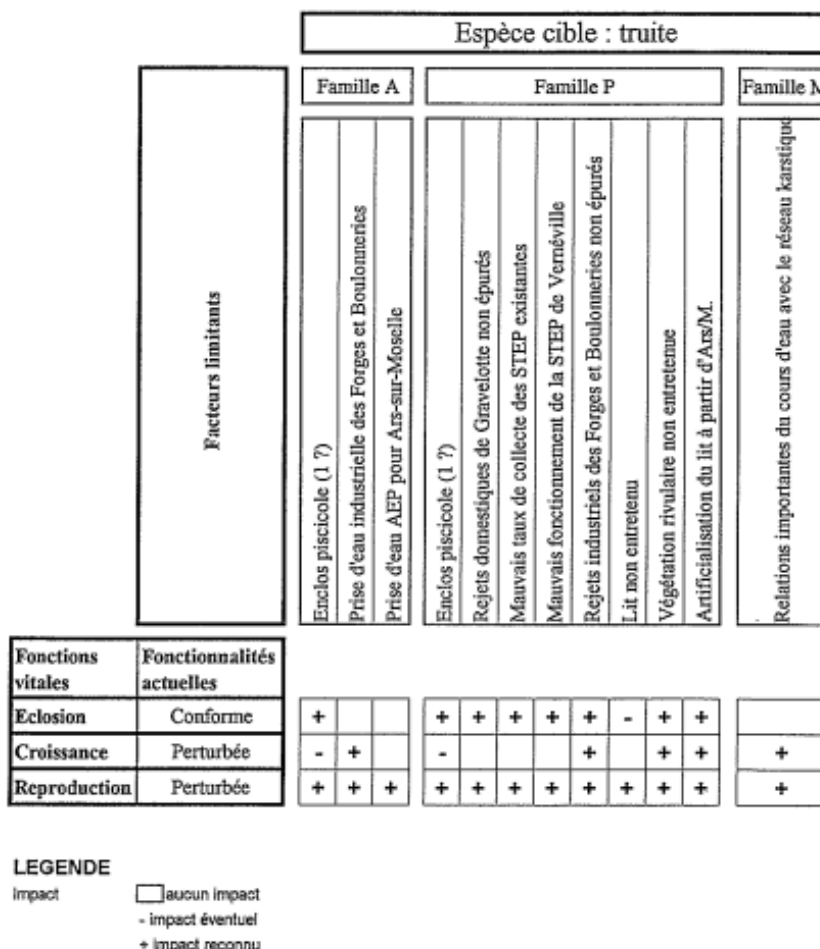 Espèce cible : truite
Famille A
Famille P
Famille M
Facteurs limitants
Enclos piscicole (1 ?)
Prise d'eau industrielle des Forges et Boulonneries
Prise d'eau AEP pour Ars-sur-Moselle
Enclos piscicole (1 ?)
Rejets domestiques de Gravelotte non épurés
Mauvais taux de collecte des STEP existantes
Mauvais fonctionnement de la STEP de Vernéville
Rejets industriels des Forges et Boulonneries non épurés
Lit non entretenu
Végétation rivulaire non entretenue
Artificialisation du lit à partir d'Ars/M.
Relations importantes du cours d'eau avec le réseau karstique
Fonctions vitales
Fonctionnalités actuelles
Eclosion Conforme + + + + + + - + +
Croissance Perturbée - + - + + + +
Reproduction Perturbée + + + + + + + + + + + +
LEGENDE
Impact aucun impact
- impact éventuel
+ impact reconnu